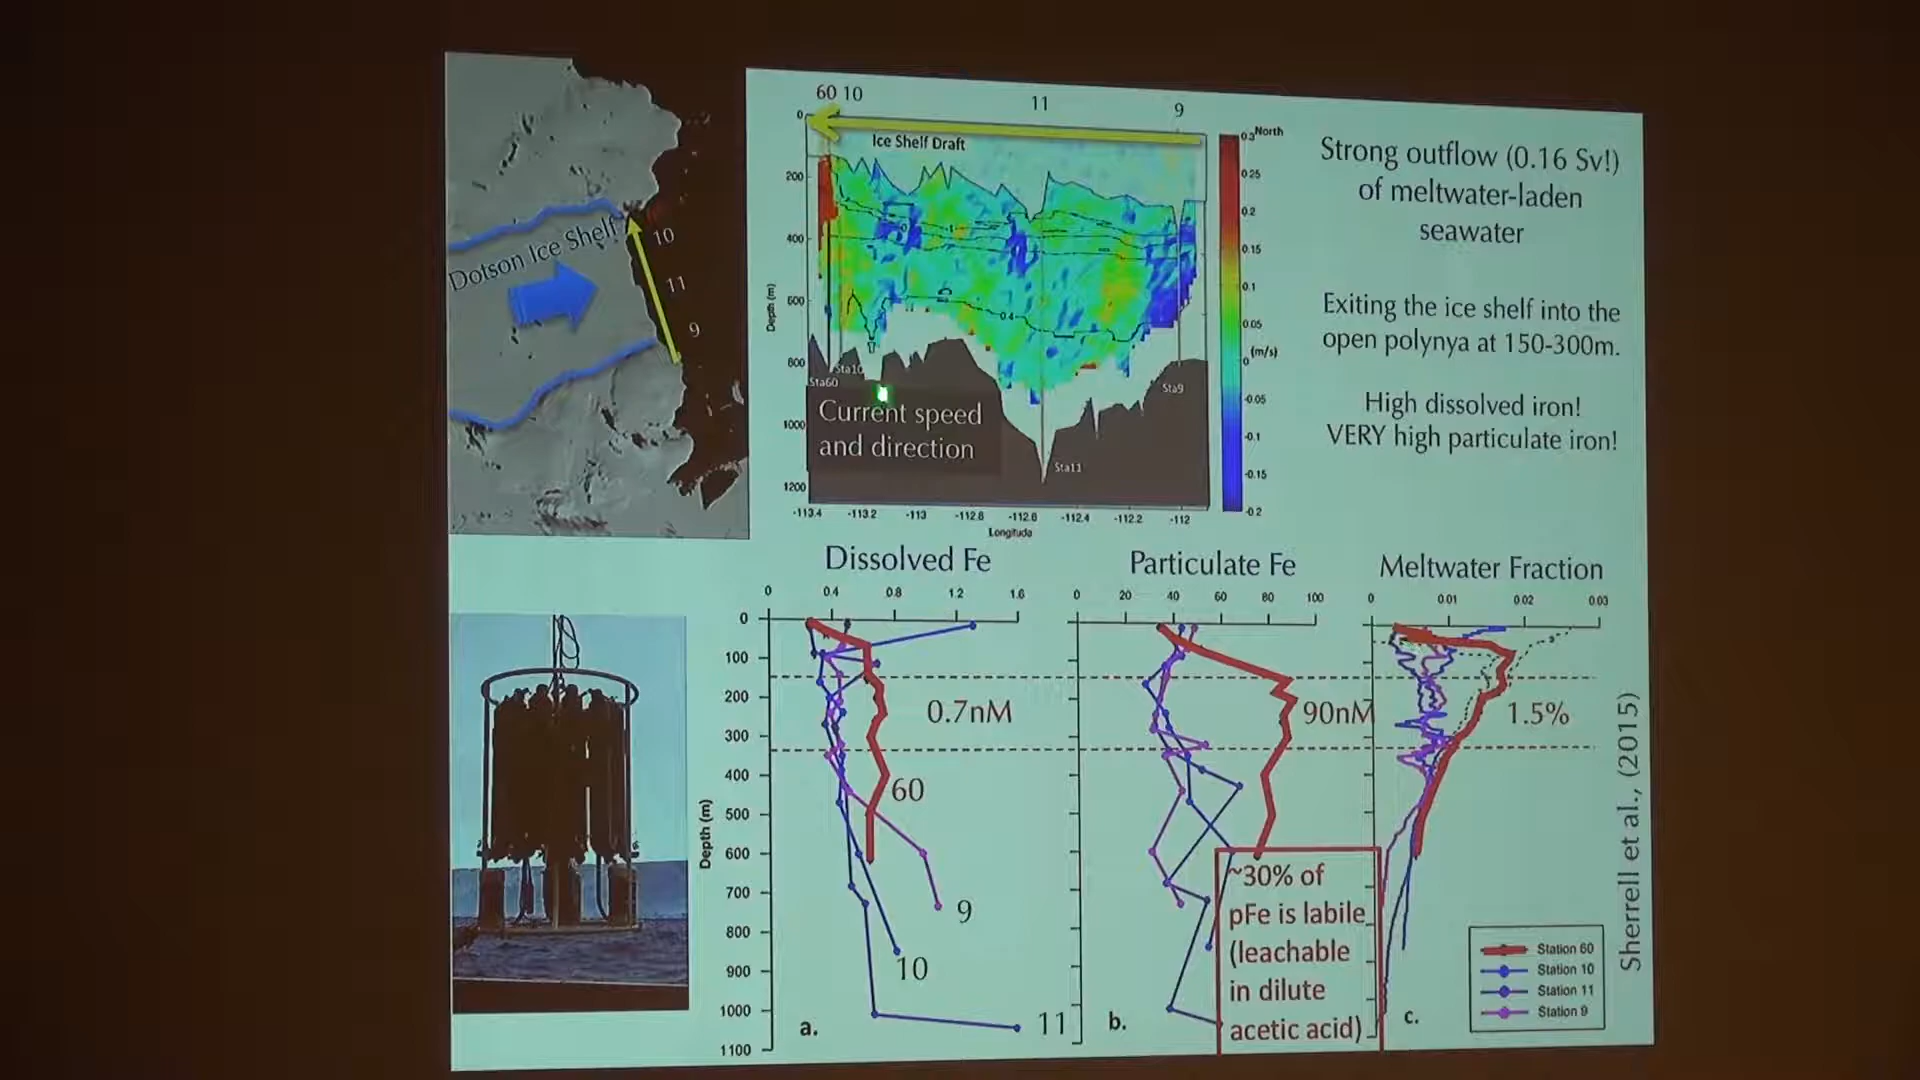 Dotson Ice Shelf
10
11
9
60 10
11
9
Ice Shelf Draft
0
200
400
600
800
1000
1200
Depth (m)
0.4
Sta10
Sta60
Sta9
Sta11
Current speed
and direction
-113.4 -113.2 -113 -112.8 -112.6 -112.4 -112.2 -112
Longitude
0.3 North
0.25
0.2
0.15
0.1
0.05
(m/s)
0
-0.05
-0.1
-0.15
-0.2
Strong outflow (0.16 Sv!)
of meltwater-laden
seawater
Exiting the ice shelf into the
open polynya at 150-300m.
High dissolved iron!
VERY high particulate iron!
Dissolved Fe
0 0.4 0.8 1.2 1.6
0
100
200
300
400
500
600
700
800
900
1000
1100
Depth (m)
0.7nM
60
9
10
11
a.
Particulate Fe
0 20 40 60 80 100
90nM
~30% of
pFe is labile
(leachable
in dilute
acetic acid)
b.
Meltwater Fraction
0 0.01 0.02 0.03
1.5%
c.
Station 60
Station 10
Station 11
Station 9
Sherrell et al., (2015)